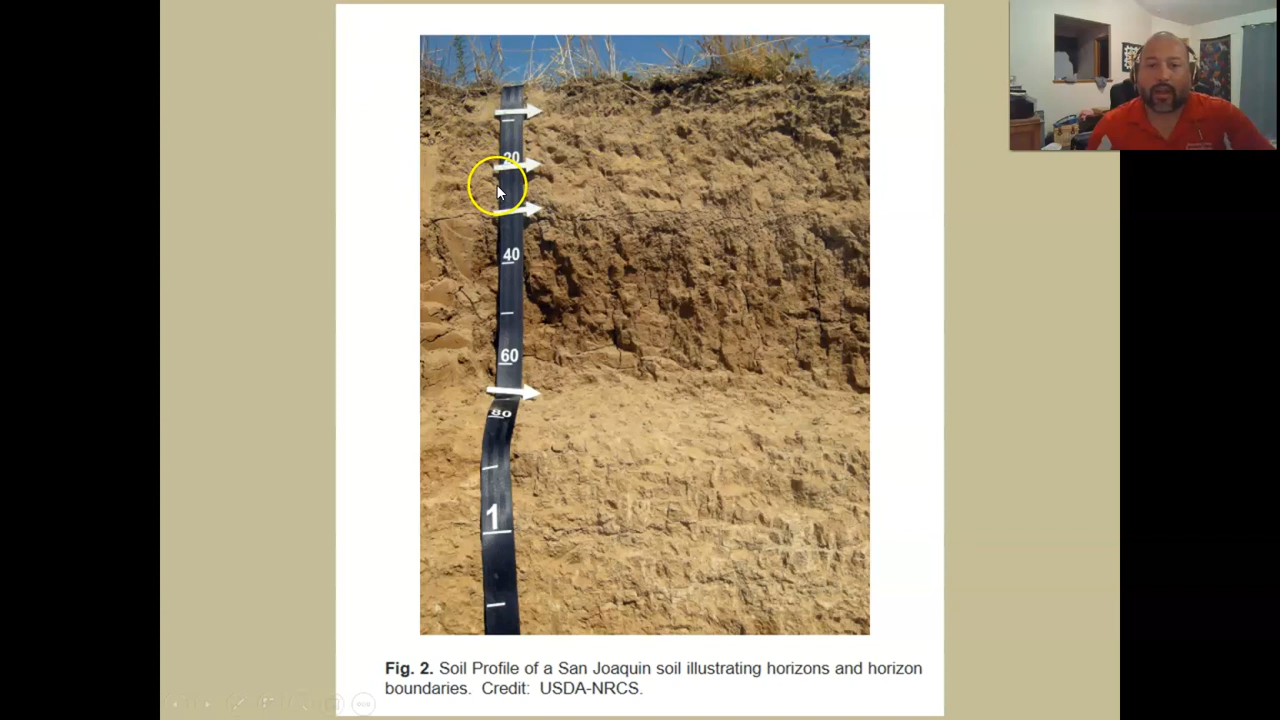 20
40
60
80
1
Fig. 2. Soil Profile of a San Joaquin soil illustrating horizons and horizon
boundaries. Credit: USDA-NRCS.